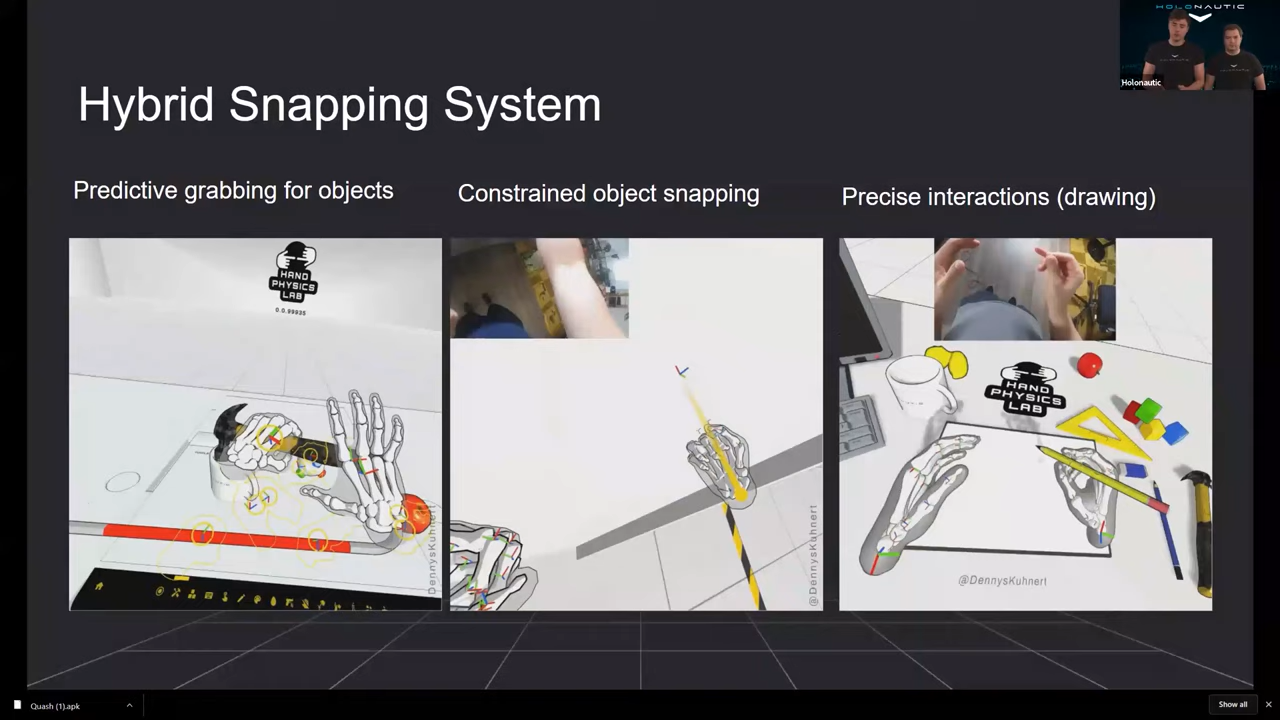 HOLONAUTIC
Holonautic
Hybrid Snapping System
Predictive grabbing for objects
Constrained object snapping
Precise interactions (drawing)
HAND
PHYSICS
LAB
0.0.99935
DennysKuhnert
@DennysKuhnert
HAND
PHYSICS
LAB
@DennysKuhnert
Quash (1).apk
Show all